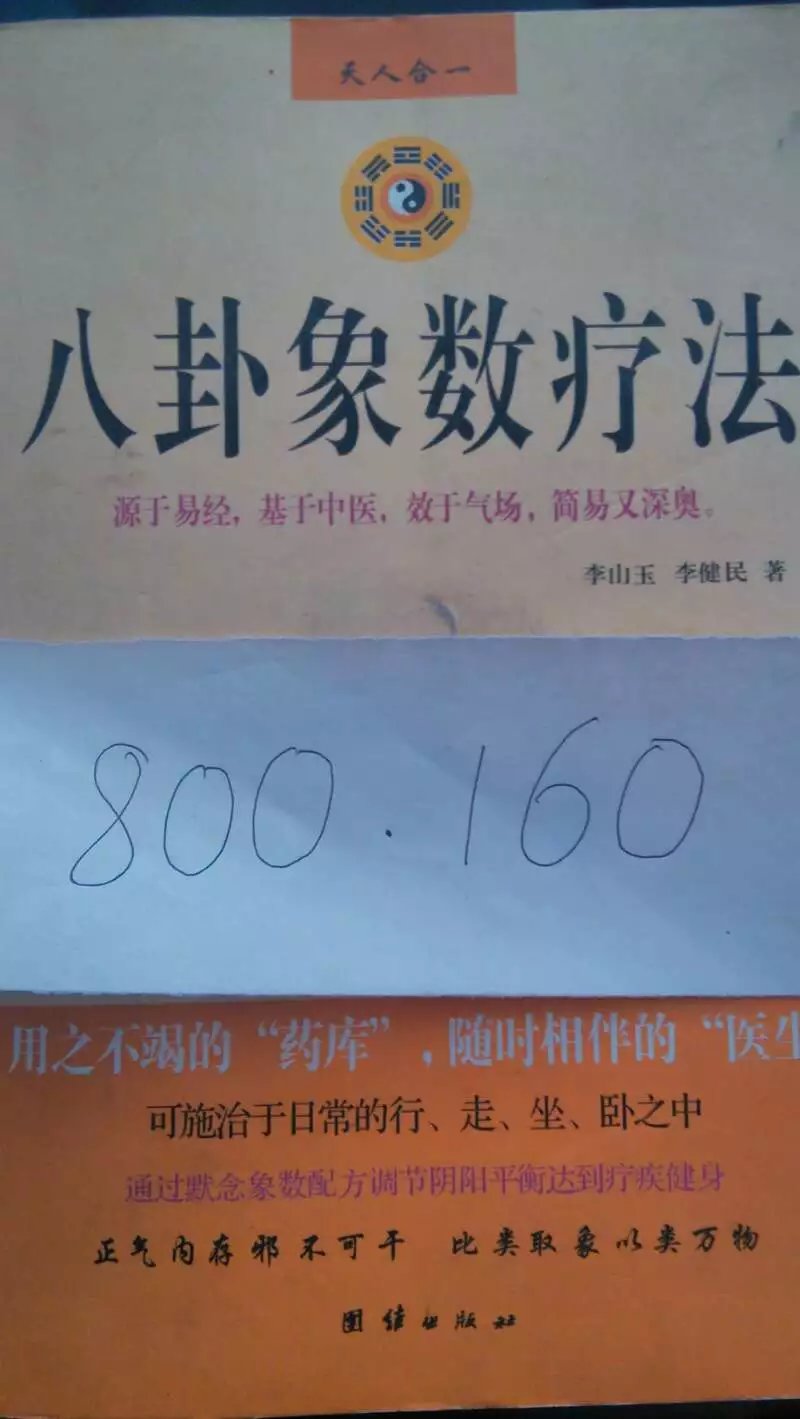 天人合一
八卦象数疗法
源于易经，基于中医，效于气场，简易又深奥。
李山玉 李健民 著
800.160
用之不竭的“药库”，随时相伴的“医生
可施治于日常的行、走、坐、卧之中
通过默念象数配方调节阴阳平衡达到疗疾健身
正气内存邪不可干 比类取象以类万物
团结出版社